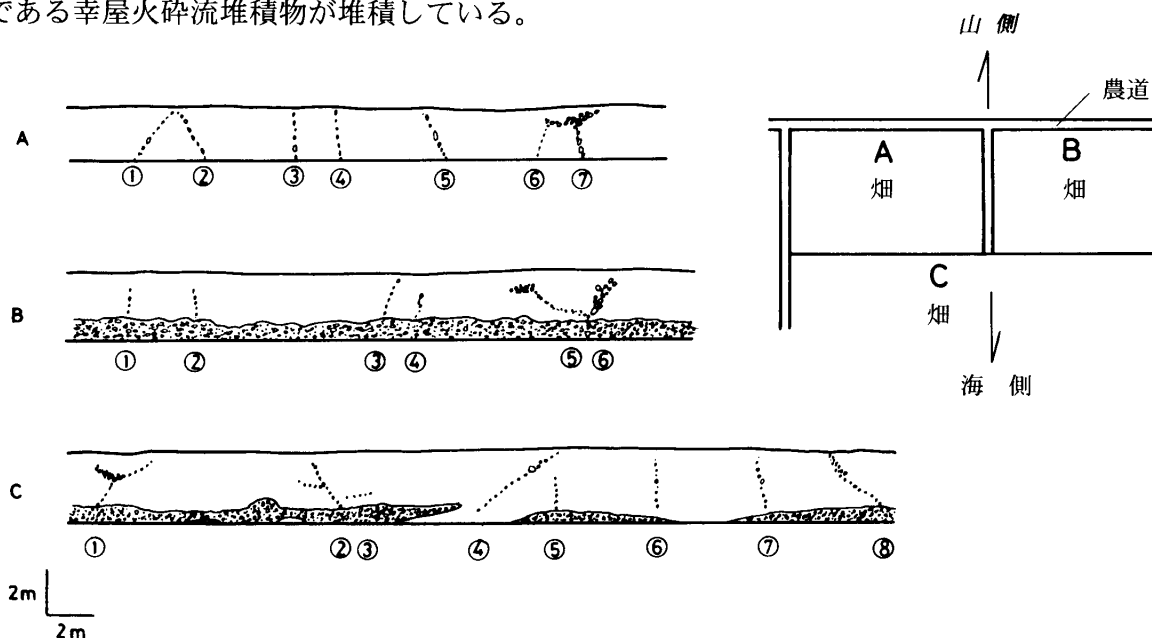 である幸屋火砕流堆積物が堆積している。
山側
農道
A
B
畑
畑
C
畑
海側
A
① ② ③ ④ ⑤ ⑥ ⑦
B
① ② ③ ④ ⑤ ⑥
C
① ② ③ ④ ⑤ ⑥ ⑦ ⑧
2m
2m